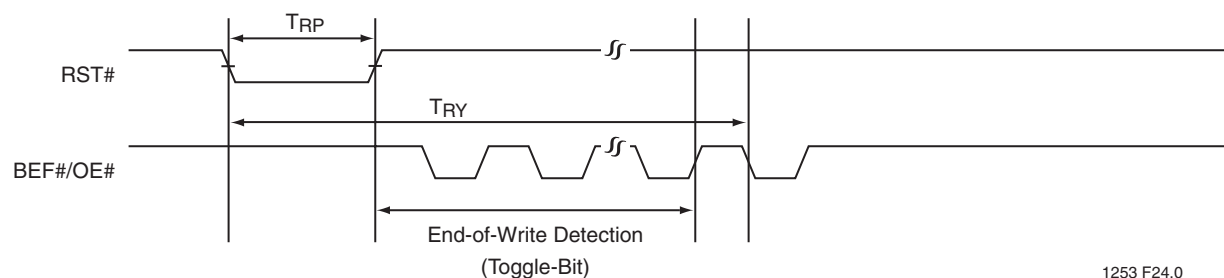 TRP
RST#
TRY
BEF#/OE#
End-of-Write Detection
(Toggle-Bit)
1253 F24.0